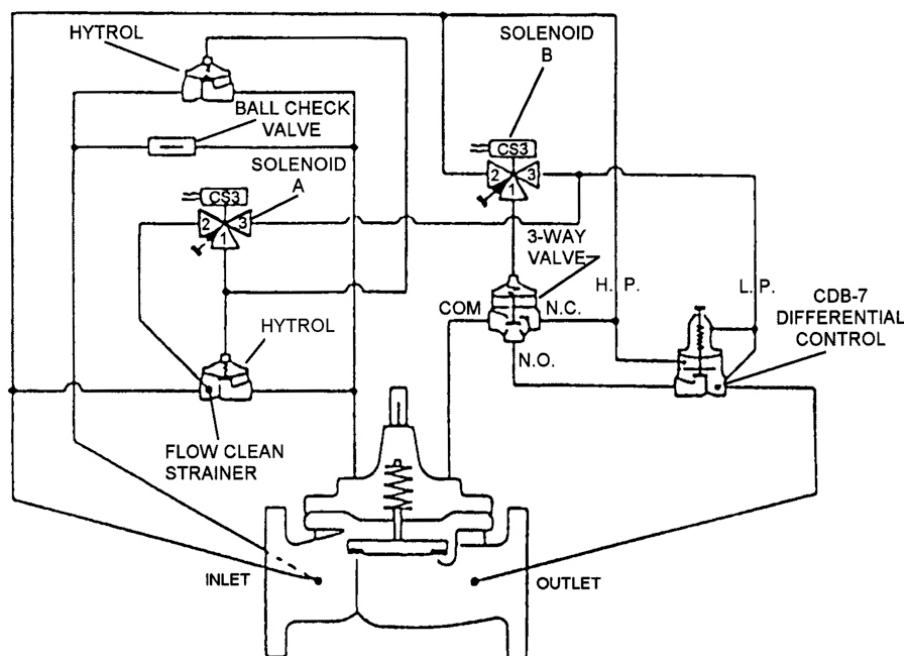 HYTROL
SOLENOID
B
BALL CHECK
VALVE
CS3
2 3
1
SOLENOID
A
CS3
2 3
1
3-WAY
VALVE
H. P.
L. P.
COM
N.C.
CDB-7
DIFFERENTIAL
CONTROL
HYTROL
N.O.
FLOW CLEAN
STRAINER
INLET
OUTLET